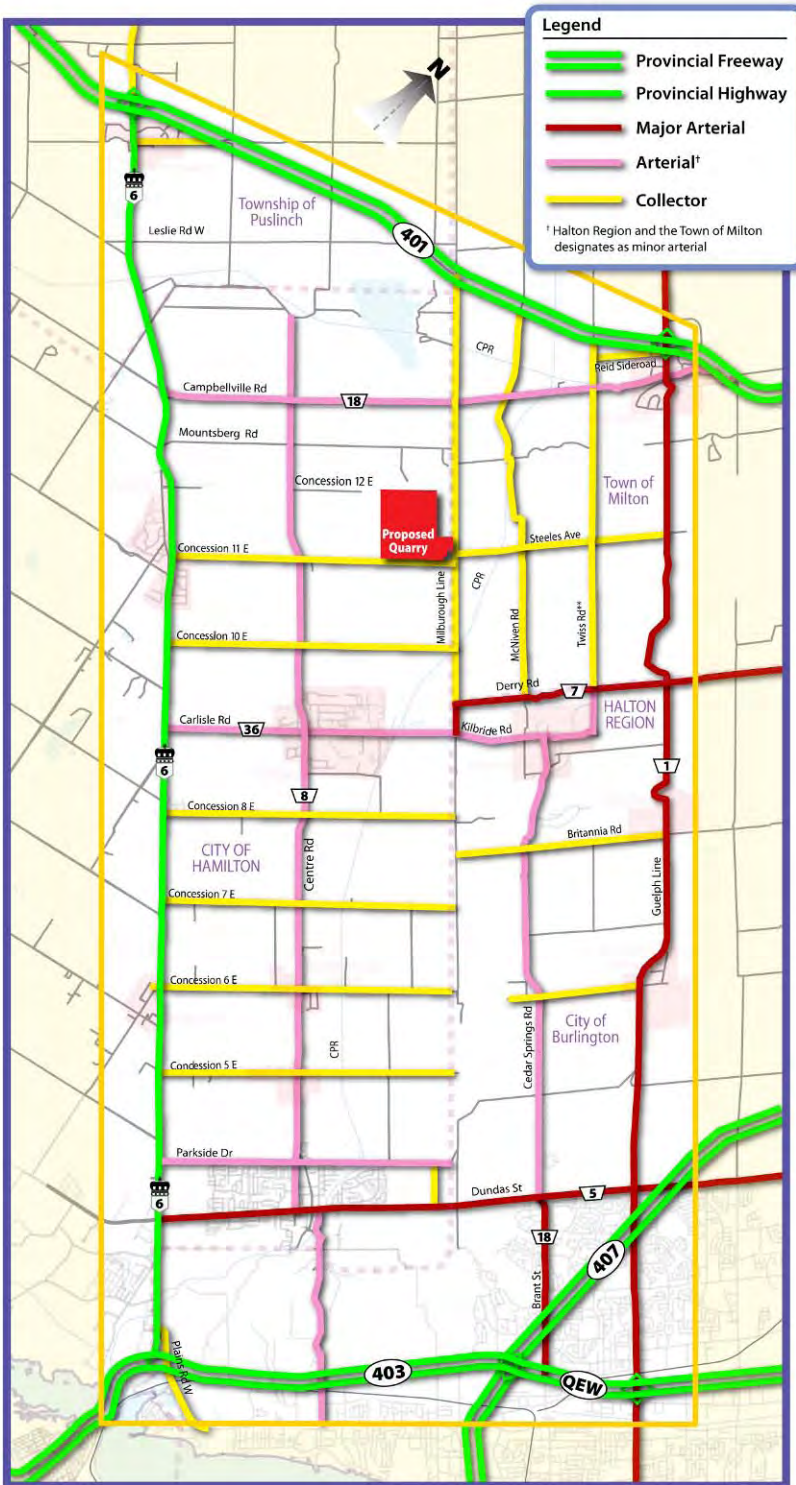 Legend
Provincial Freeway
Provincial Highway
Major Arterial
Arterial†
Collector
† Halton Region and the Town of Milton
designates as minor arterial
N
6
Township of
Puslinch
Leslie Rd W
401
CPR
Reid Sideroad
Campbellville Rd
18
Mountsberg Rd
Concession 12 E
Town of
Milton
Proposed
Quarry
Steeles Ave
Concession 11 E
CPR
Milburough Line
McNiven Rd
Twiss Rd**
Concession 10 E
Derry Rd
7
HALTON
REGION
Carlisle Rd
36
Kilbride Rd
6
1
8
Concession 8 E
Britannia Rd
CITY OF
HAMILTON
Centre Rd
Guelph Line
Concession 7 E
Concession 6 E
City of
Burlington
Cedar Springs Rd
CPR
Concession 5 E
Parkside Dr
Dundas St
5
6
18
407
Brant St
Plains Rd W
403
QEW